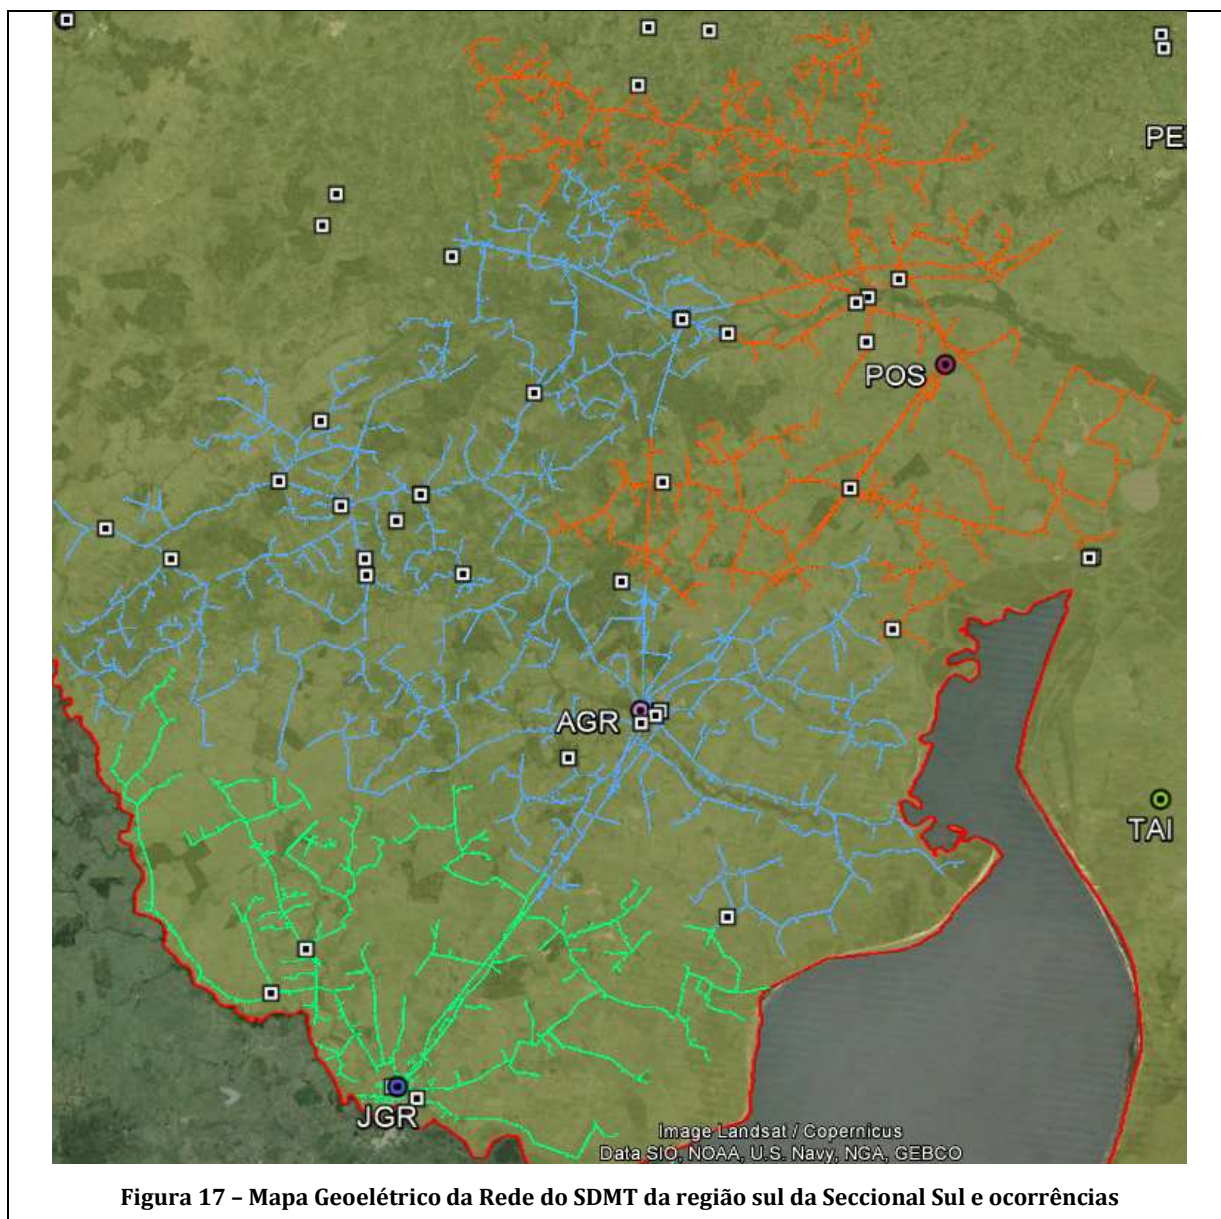 PE
POS
AGR
TAI
JGR
Image Landsat / Copernicus
Data SIO, NOAA, U.S. Navy, NGA, GEBCO
Figura 17 – Mapa Geoelétrico da Rede do SDMT da região sul da Seccional Sul e ocorrências